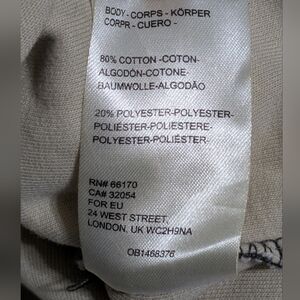 BODY - CORPS - KÖRPER
CORPR - CUERO -
80% COTTON -COTON-
ALGODÓN-COTONE-
BAUMWOLLE-ALGODÃO
20% POLYESTER-POLYESTER-
POLIÉSTER-POLIESTERE-
POLYESTER-POLIÉSTER-
RN# 66170
CA# 32054
FOR EU
24 WEST STREET,
LONDON, UK WC2H9NA
OB1468376